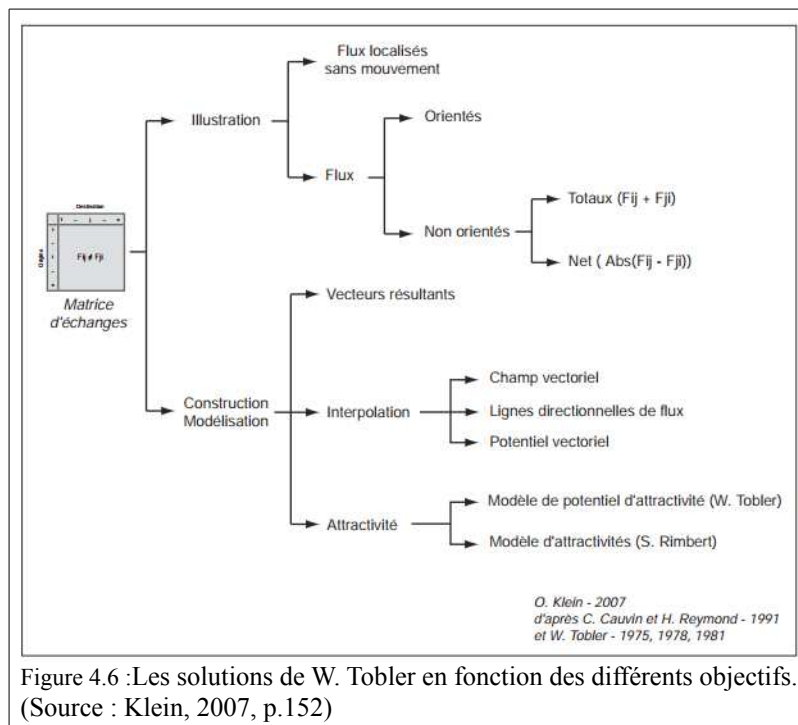 Flux localisés
sans mouvement
Illustration
Orientés
Flux
Totaux (Fij + Fji)
Non orientés
Net ( Abs(Fij - Fji))
Destination
Origine
Fij ≠ Fji
Matrice
d'échanges
Vecteurs résultants
Construction
Modélisation
Champ vectoriel
Interpolation
Lignes directionnelles de flux
Potentiel vectoriel
Modèle de potentiel d'attractivité (W. Tobler)
Attractivité
Modèle d'attractivités (S. Rimbert)
O. Klein - 2007
d'après C. Cauvin et H. Reymond - 1991
et W. Tobler - 1975, 1978, 1981
Figure 4.6 :Les solutions de W. Tobler en fonction des différents objectifs.
(Source : Klein, 2007, p.152)